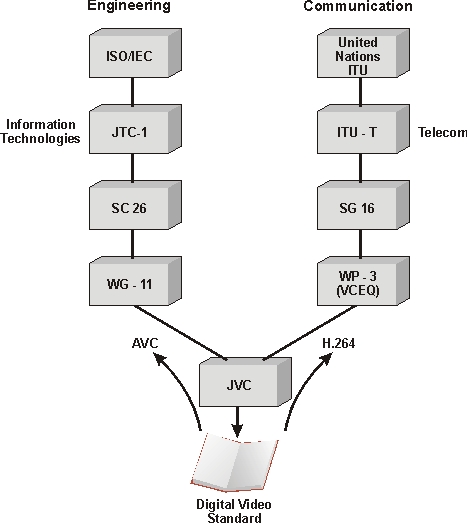 Engineering
Communication
ISO/IEC
United
Nations
ITU
Information
Technologies
JTC-1
ITU - T
Telecom
SC 26
SG 16
WG - 11
WP - 3
(VCEQ)
AVC
H.264
JVC
Digital Video
Standard